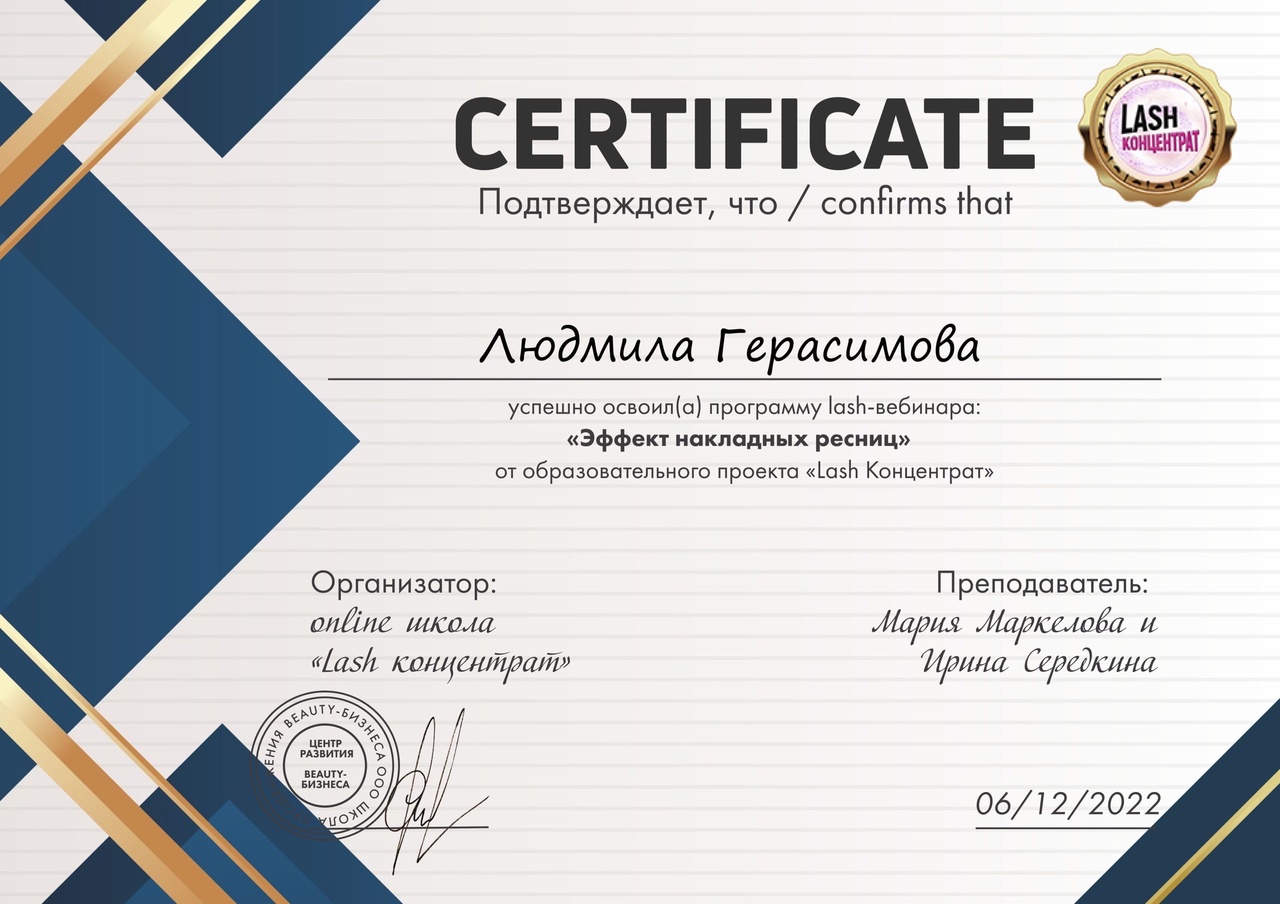 CERTIFICATE
LASH
КОНЦЕНТРАТ
Подтверждает, что / confirms that
Людмила Герасимова
успешно освоил(а) программу lash-вебинара:
«Эффект накладных ресниц»
от образовательного проекта «Lash Концентрат»
Организатор:
online школа
«Lash концентрат»
Преподаватель:
Мария Маркелова и
Ирина Середкина
BEAUTY-БИЗНЕСА ООО ШКОЛА
ЦЕНТР
РАЗВИТИЯ
BEAUTY-
БИЗНЕСА
06/12/2022